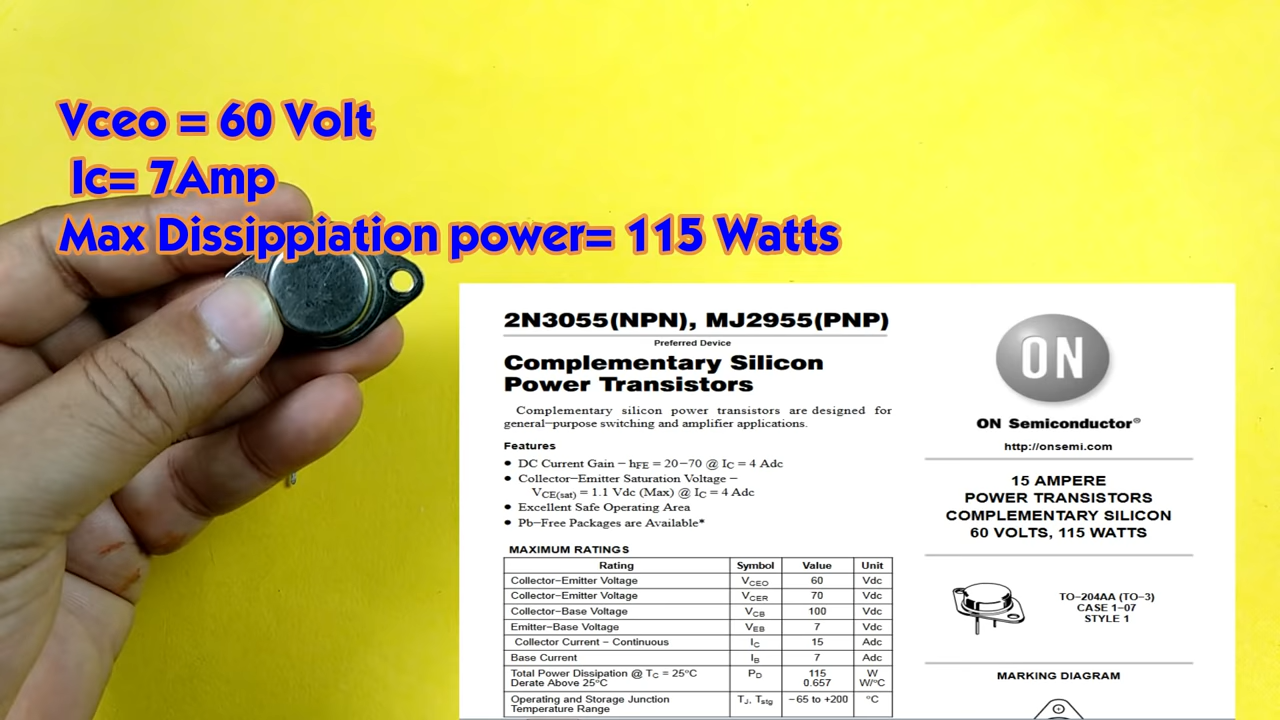 Vceo = 60 Volt
Ic= 7Amp
Max Dissippiation power= 115 Watts
2N3055(NPN), MJ2955(PNP)
Preferred Device
Complementary Silicon
Power Transistors
Complementary silicon power transistors are designed for
general−purpose switching and amplifier applications.
Features
• DC Current Gain − hFE = 20−70 @ IC = 4 Adc
• Collector−Emitter Saturation Voltage −
VCE(sat) = 1.1 Vdc (Max) @ IC = 4 Adc
• Excellent Safe Operating Area
• Pb−Free Packages are Available*
MAXIMUM RATINGS
Rating Symbol Value Unit
Collector−Emitter Voltage VCEO 60 Vdc
Collector−Emitter Voltage VCER 70 Vdc
Collector−Base Voltage VCB 100 Vdc
Emitter−Base Voltage VEB 7 Vdc
Collector Current − Continuous IC 15 Adc
Base Current IB 7 Adc
Total Power Dissipation @ TC = 25°C PD 115 W
Derate Above 25°C 0.657 W/°C
Operating and Storage Junction TJ, Tstg −65 to +200 °C
Temperature Range
ON
ON Semiconductor®
http://onsemi.com
15 AMPERE
POWER TRANSISTORS
COMPLEMENTARY SILICON
60 VOLTS, 115 WATTS
TO−204AA (TO−3)
CASE 1−07
STYLE 1
MARKING DIAGRAM